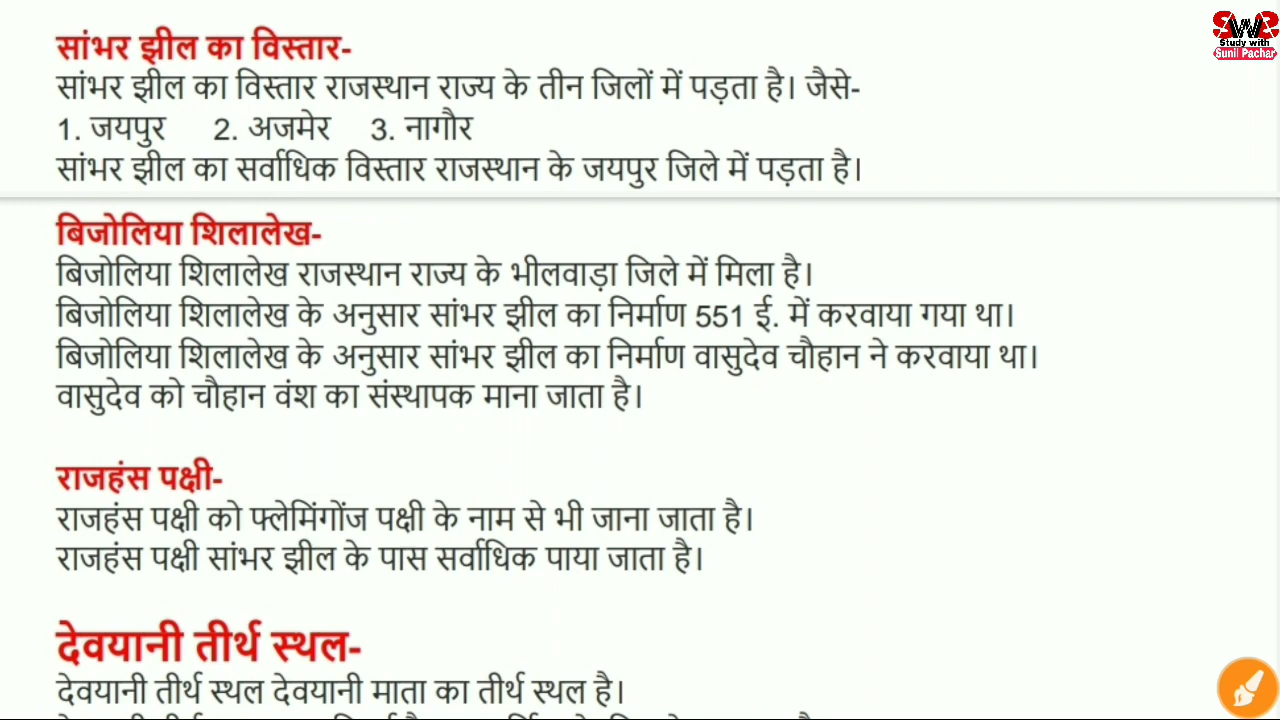 सांभर झील का विस्तार-
सांभर झील का विस्तार राजस्थान राज्य के तीन जिलों में पड़ता है। जैसे-
1. जयपुर 2. अजमेर 3. नागौर
सांभर झील का सर्वाधिक विस्तार राजस्थान के जयपुर जिले में पड़ता है।
बिजोलिया शिलालेख-
बिजोलिया शिलालेख राजस्थान राज्य के भीलवाड़ा जिले में मिला है।
बिजोलिया शिलालेख के अनुसार सांभर झील का निर्माण 551 ई. में करवाया गया था।
बिजोलिया शिलालेख के अनुसार सांभर झील का निर्माण वासुदेव चौहान ने करवाया था।
वासुदेव को चौहान वंश का संस्थापक माना जाता है।
राजहंस पक्षी-
राजहंस पक्षी को फ्लेमिंगोंज पक्षी के नाम से भी जाना जाता है।
राजहंस पक्षी सांभर झील के पास सर्वाधिक पाया जाता है।
देवयानी तीर्थ स्थल-
देवयानी तीर्थ स्थल देवयानी माता का तीर्थ स्थल है।
SWS
Study with
Sunil Pachar